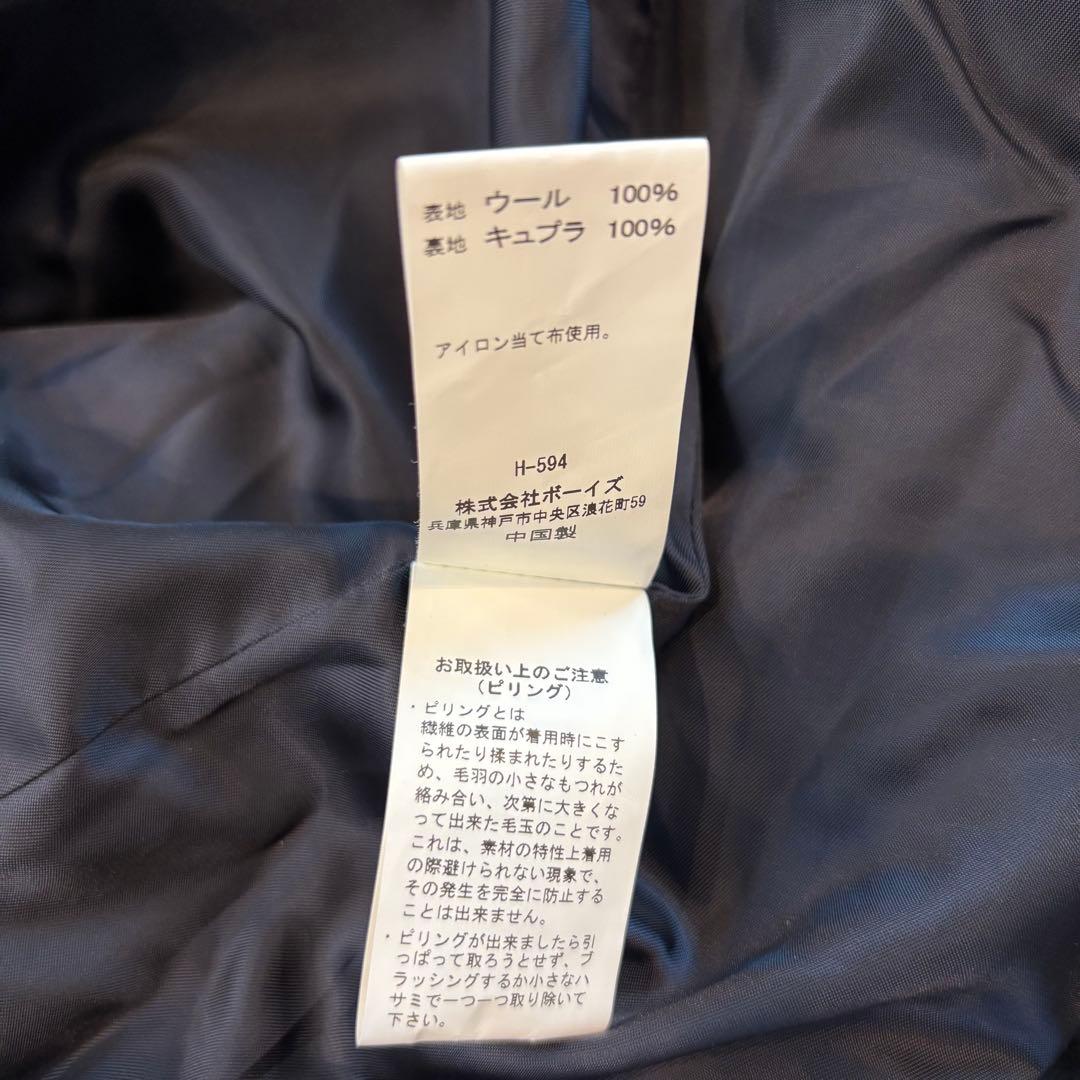 表地 ウール 100%
裏地 キュプラ 100%
アイロン当て布使用。
H-594
株式会社ボーイズ
兵庫県神戸市中央区浪花町59
中国製
お取扱い上のご注意
(ピリング)
・ピリングとは
繊維の表面が着用時にこす
られたり揉まれたりするた
め、毛羽の小さなもつれが
絡み合い、次第に大きくな
って出来た毛玉のことです。
これは、素材の特性上着用
の際避けられない現象で、
その発生を完全に防止する
ことは出来ません。
・ピリングが出来ましたら引
っぱって取ろうとせず、ブ
ラッシングするか小さなハ
サミで一つ一つ取り除いて
下さい。